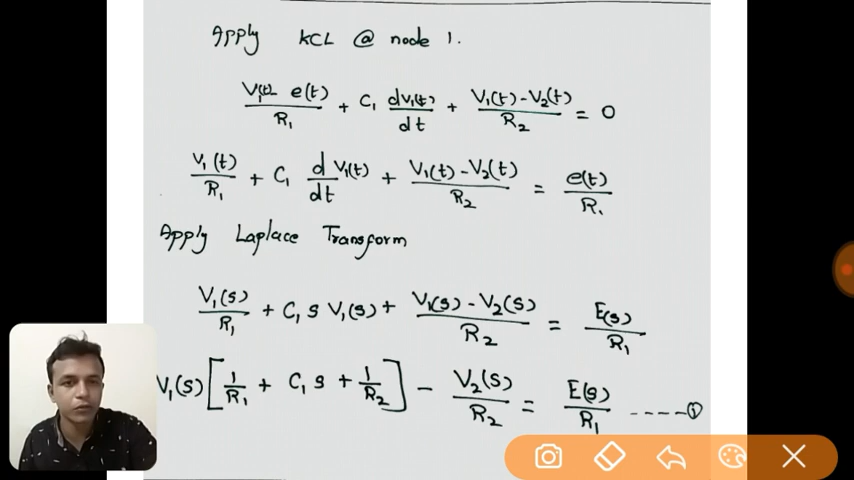 Apply KCL @ node 1.
V₁(t) - e(t)/R₁ + C₁ dv₁(t)/dt + V₁(t) - V₂(t)/R₂ = 0
V₁(t)/R₁ + C₁ d/dt V₁(t) + V₁(t) - V₂(t)/R₂ = e(t)/R₁
Apply Laplace Transform
V₁(s)/R₁ + C₁ s V₁(s) + V₁(s) - V₂(s)/R₂ = E(s)/R₁
V₁(s) [1/R₁ + C₁ s + 1/R₂] - V₂(s)/R₂ = E(s)/R₁ -----①